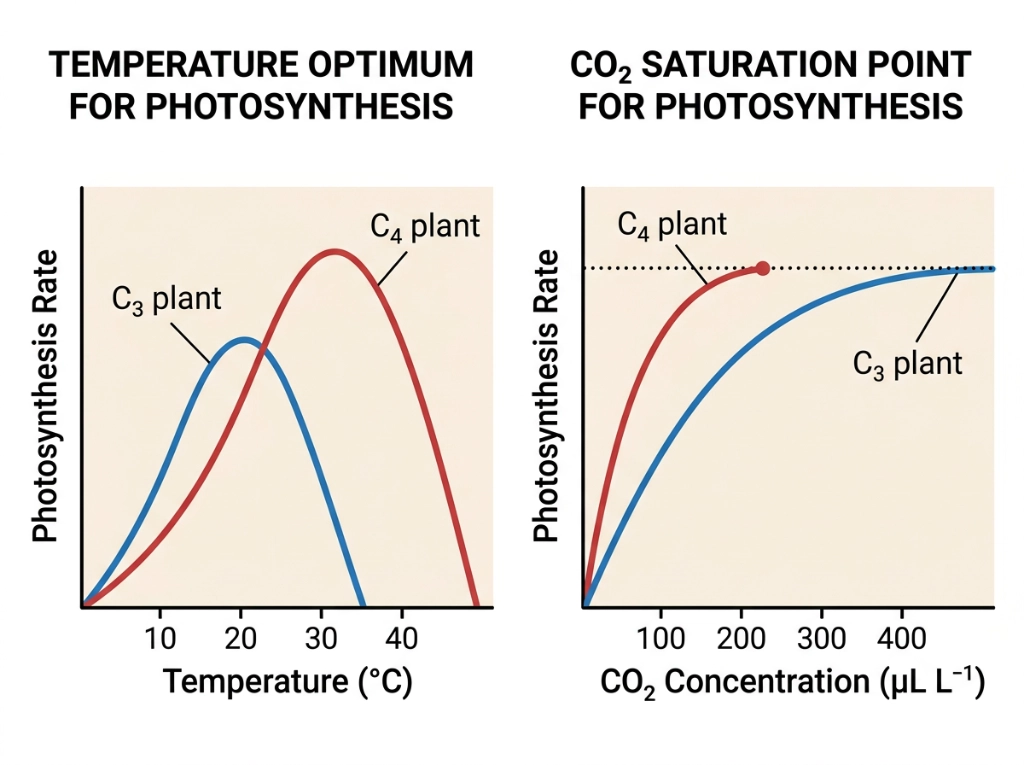 TEMPERATURE OPTIMUM
FOR PHOTOSYNTHESIS
Photosynthesis Rate
C₃ plant
C₄ plant
10 20 30 40
Temperature (°C)
CO₂ SATURATION POINT
FOR PHOTOSYNTHESIS
Photosynthesis Rate
C₄ plant
C₃ plant
100 200 300 400
CO₂ Concentration (µL L⁻¹)